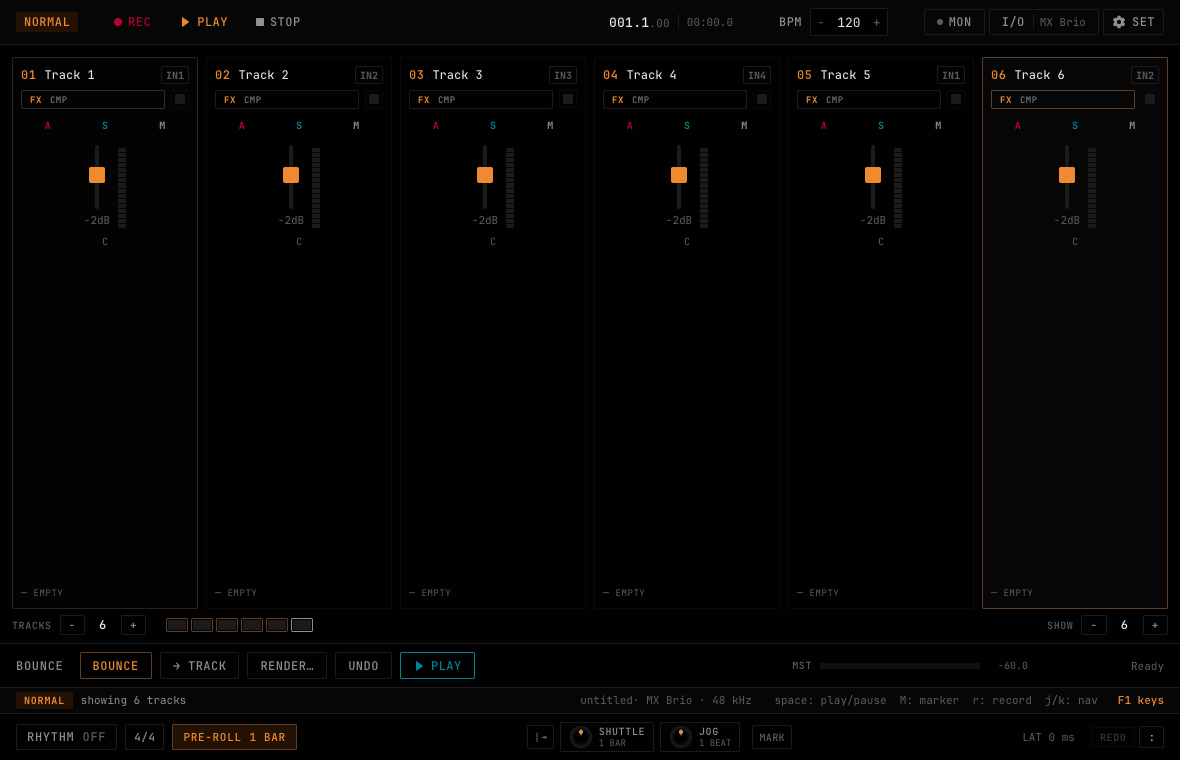 NORMAL REC PLAY STOP 001.1.00 00:00.0 BPM - 120 + MON I/O MX Brio SET
01 Track 1 IN1 02 Track 2 IN2 03 Track 3 IN3 04 Track 4 IN4 05 Track 5 IN1 06 Track 6 IN2
FX CMP FX CMP FX CMP FX CMP FX CMP FX CMP
A S M A S M A S M A S M A S M A S M
-2dB -2dB -2dB -2dB -2dB -2dB
C C C C C C
— EMPTY — EMPTY — EMPTY — EMPTY — EMPTY — EMPTY
TRACKS - 6 + SHOW - 6 +
BOUNCE BOUNCE → TRACK RENDER… UNDO PLAY MST -60.0 Ready
NORMAL showing 6 tracks untitled· MX Brio · 48 kHz space: play/pause M: marker r: record j/k: nav F1 keys
RHYTHM OFF 4/4 PRE-ROLL 1 BAR |→ SHUTTLE 1 BAR JOG 1 BEAT MARK LAT 0 ms REDO :